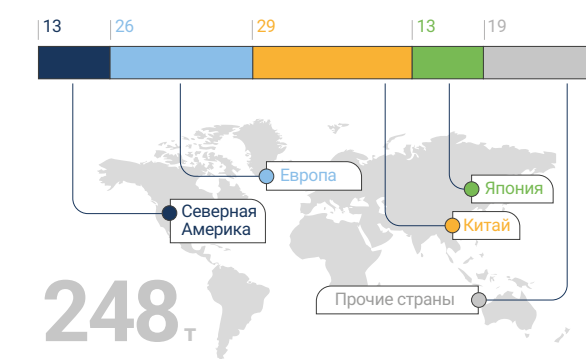 13 26 29 13 19
Европа
Япония
Северная
Америка
Китай
Прочие страны
248 т